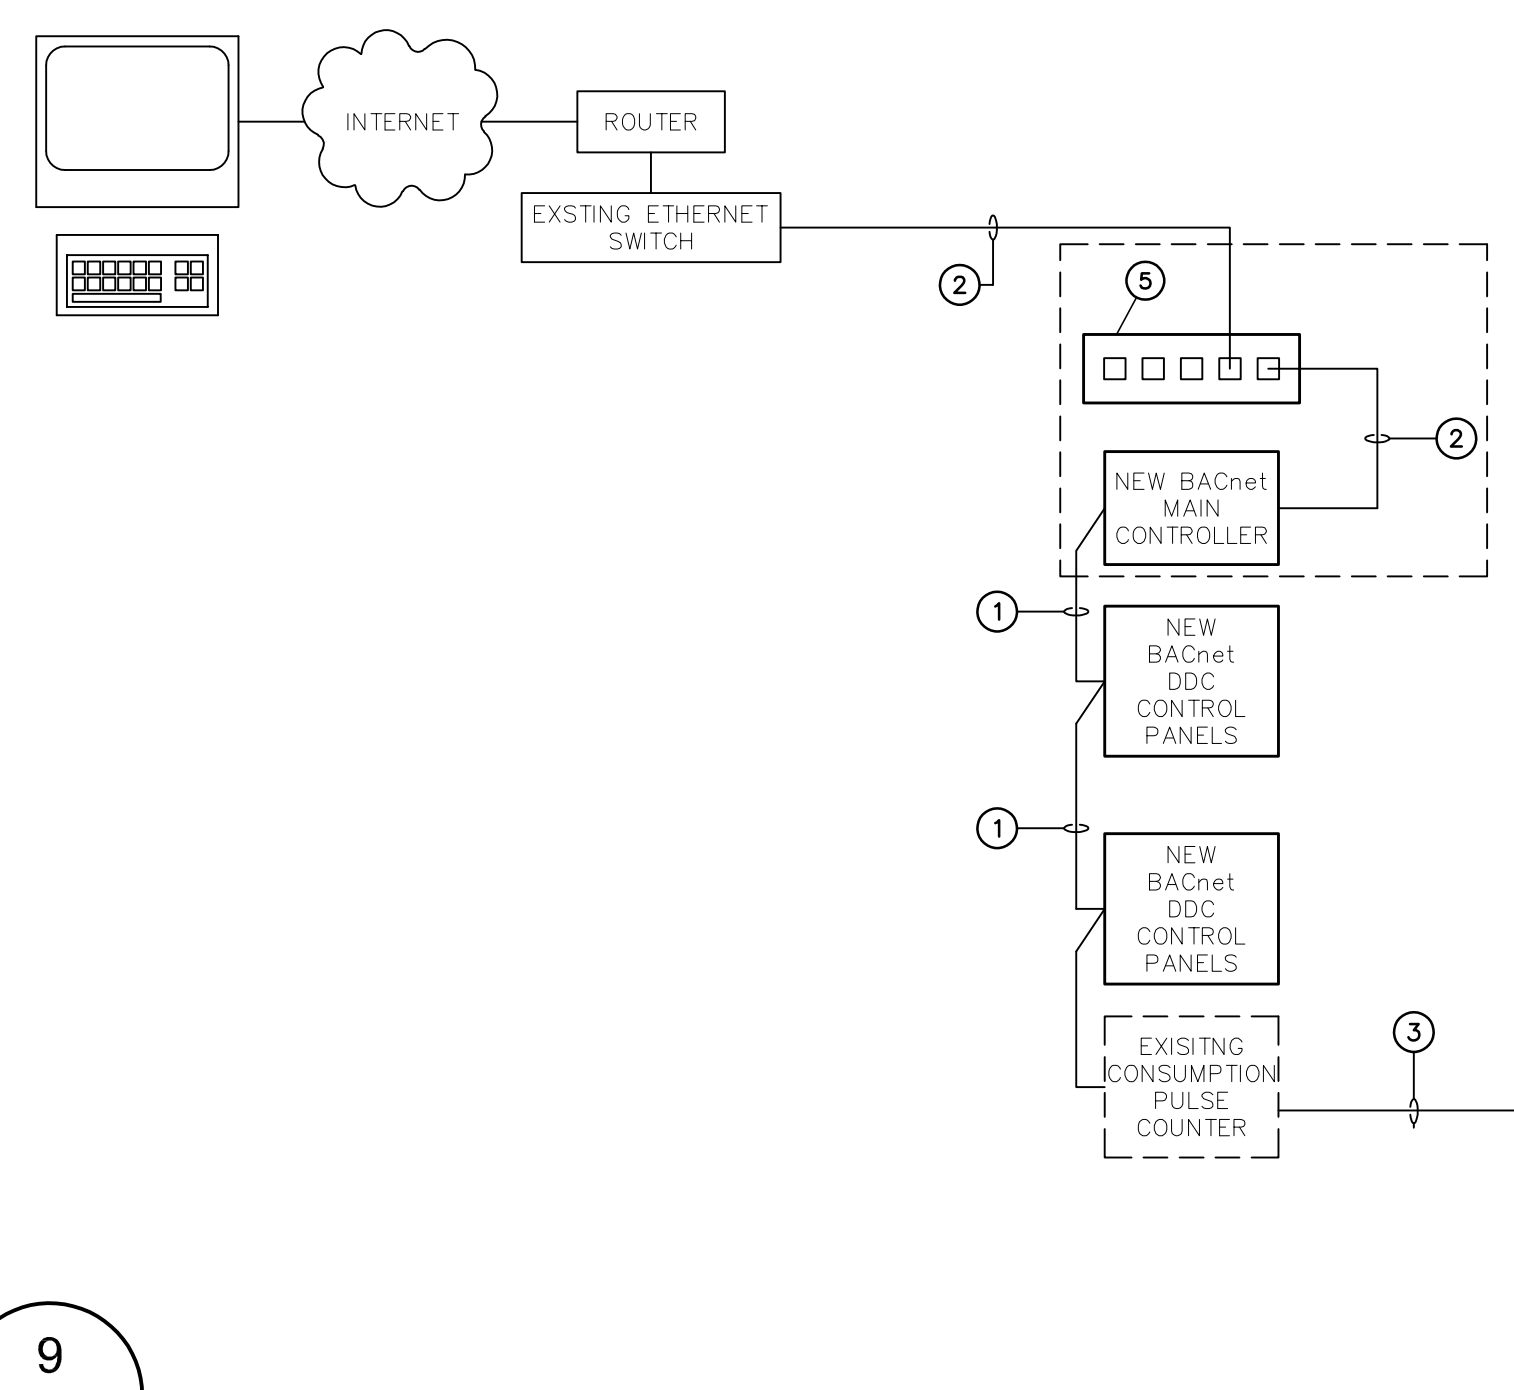 INTERNET
ROUTER
EXSTING ETHERNET
SWITCH
2
5
2
NEW BACnet
MAIN
CONTROLLER
1
NEW
BACnet
DDC
CONTROL
PANELS
1
NEW
BACnet
DDC
CONTROL
PANELS
3
EXISITNG
CONSUMPTION
PULSE
COUNTER
9